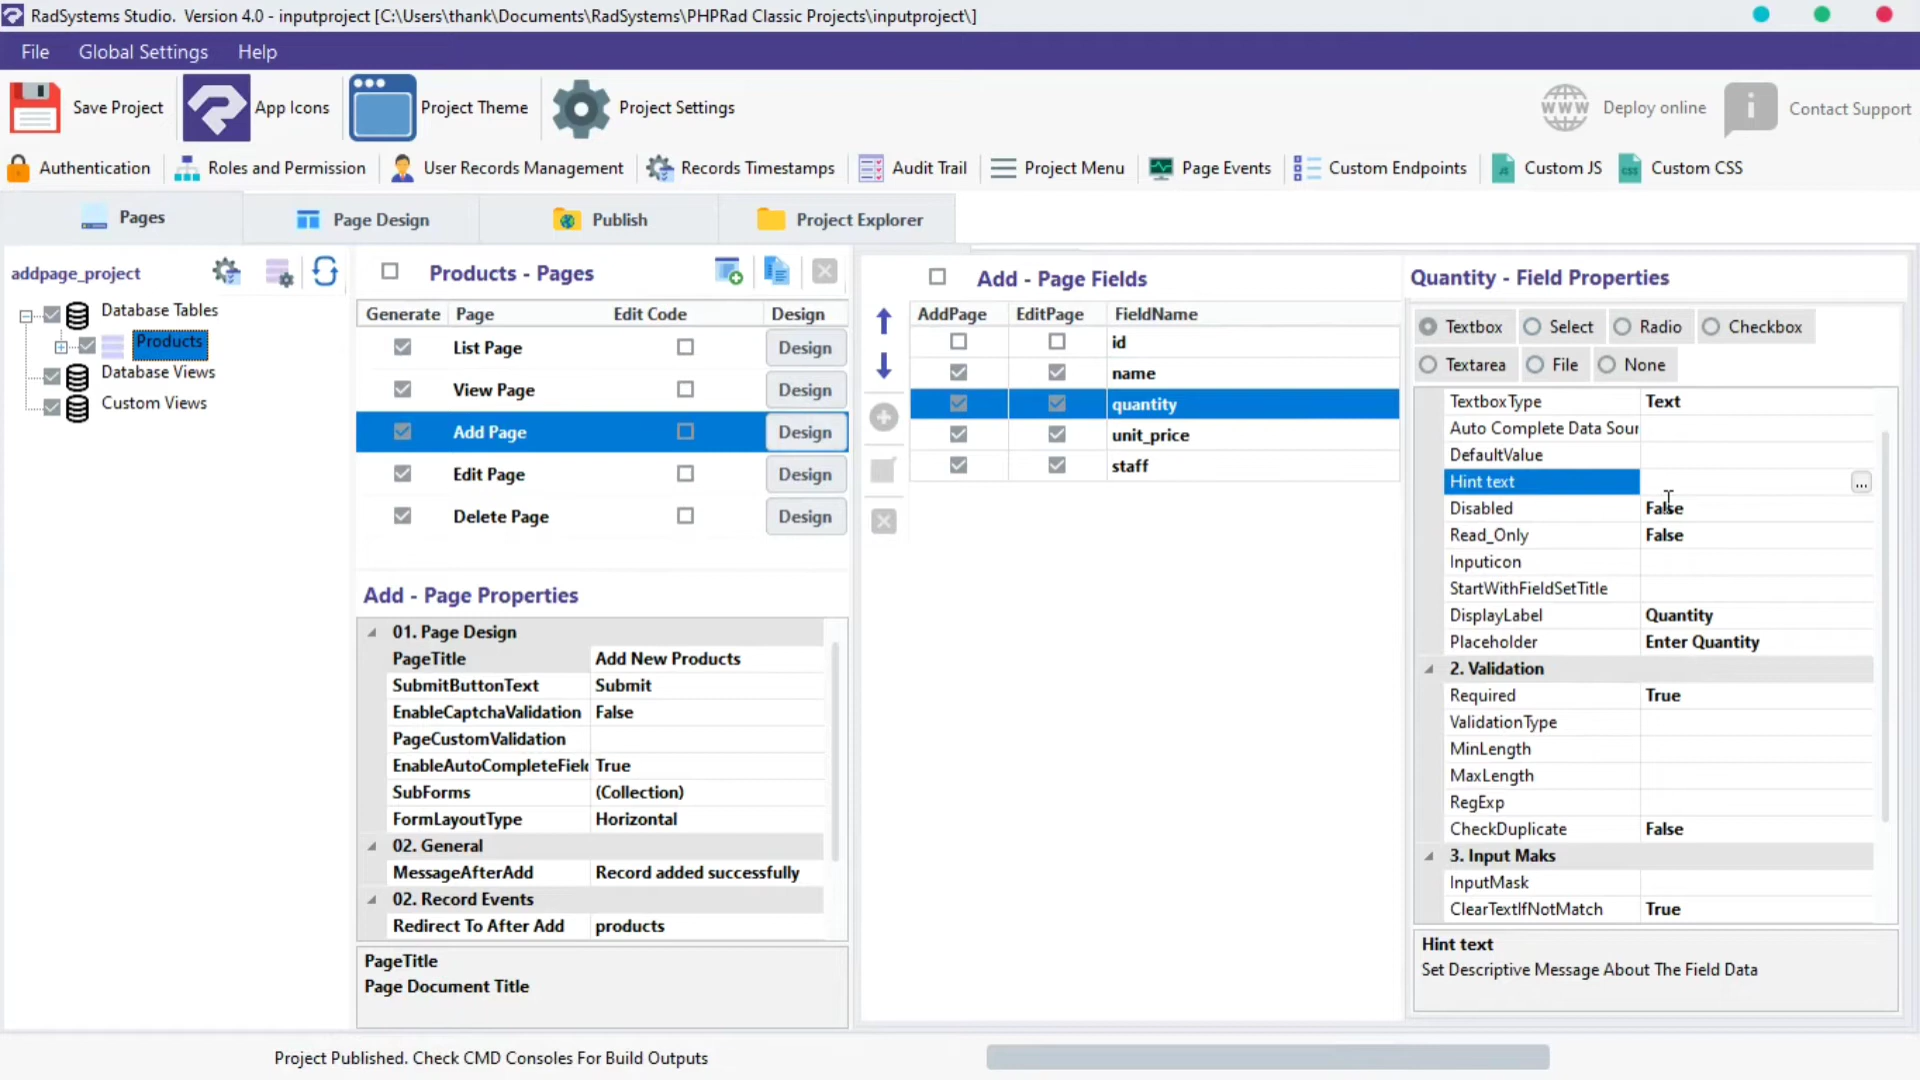 RadSystems Studio. Version 4.0 - inputproject [C:\Users\thank\Documents\RadSystems\PHPRad Classic Projects\inputproject\]
File Global Settings Help
Save Project App Icons Project Theme Project Settings Deploy online Contact Support
Authentication Roles and Permission User Records Management Records Timestamps Audit Trail Project Menu Page Events Custom Endpoints Custom JS Custom CSS
Pages Page Design Publish Project Explorer
addpage_project
Database Tables
Products
Database Views
Custom Views
Products - Pages
Generate Page Edit Code Design
List Page Design
View Page Design
Add Page Design
Edit Page Design
Delete Page Design
Add - Page Properties
01. Page Design
PageTitle Add New Products
SubmitButtonText Submit
EnableCaptchaValidation False
PageCustomValidation
EnableAutoCompleteField True
SubForms (Collection)
FormLayoutType Horizontal
02. General
MessageAfterAdd Record added successfully
02. Record Events
Redirect To After Add products
PageTitle
Page Document Title
Add - Page Fields
AddPage EditPage FieldName
id
name
quantity
unit_price
staff
Quantity - Field Properties
Textbox Select Radio Checkbox
Textarea File None
TextboxType Text
Auto Complete Data Sour
DefaultValue
Hint text ...
Disabled False
Read_Only False
Inputicon
StartWithFieldSetTitle
DisplayLabel Quantity
Placeholder Enter Quantity
2. Validation
Required True
ValidationType
MinLength
MaxLength
RegExp
CheckDuplicate False
3. Input Maks
InputMask
ClearTextIfNotMatch True
Hint text
Set Descriptive Message About The Field Data
Project Published. Check CMD Consoles For Build Outputs